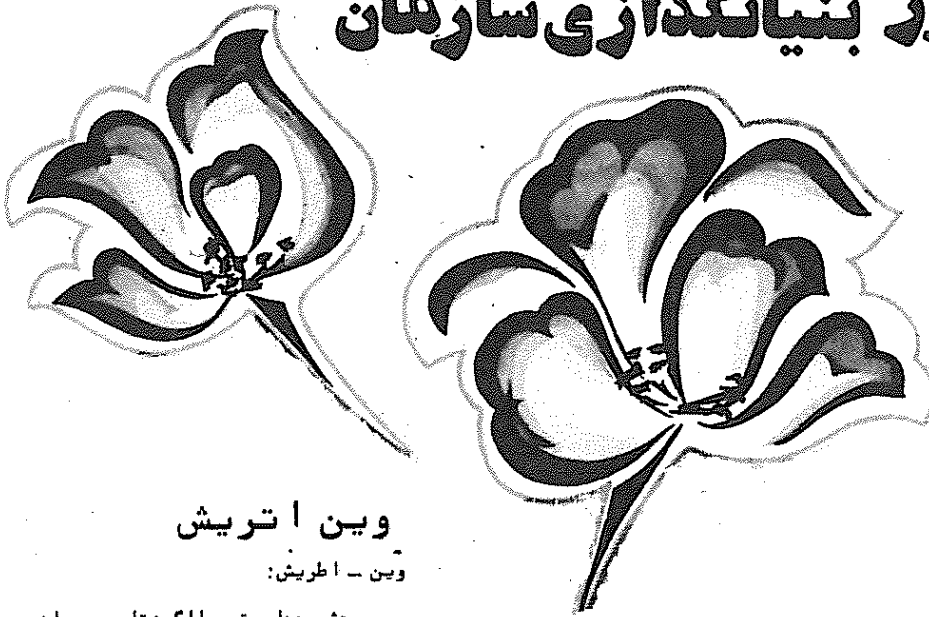 بنیانگذاری سازمان
وین اتریش
وین – اطریش: